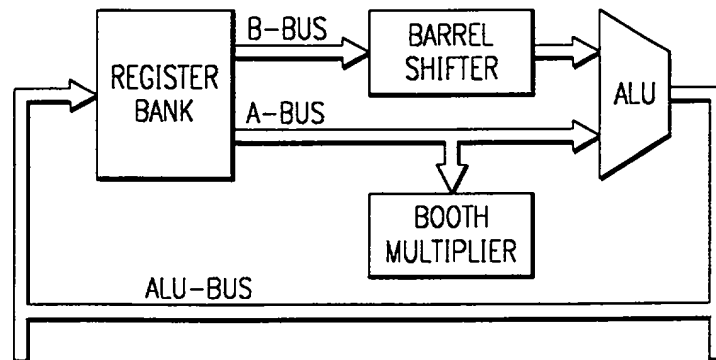 B-BUS
BARREL
SHIFTER
REGISTER
BANK
ALU
A-BUS
BOOTH
MULTIPLIER
ALU-BUS